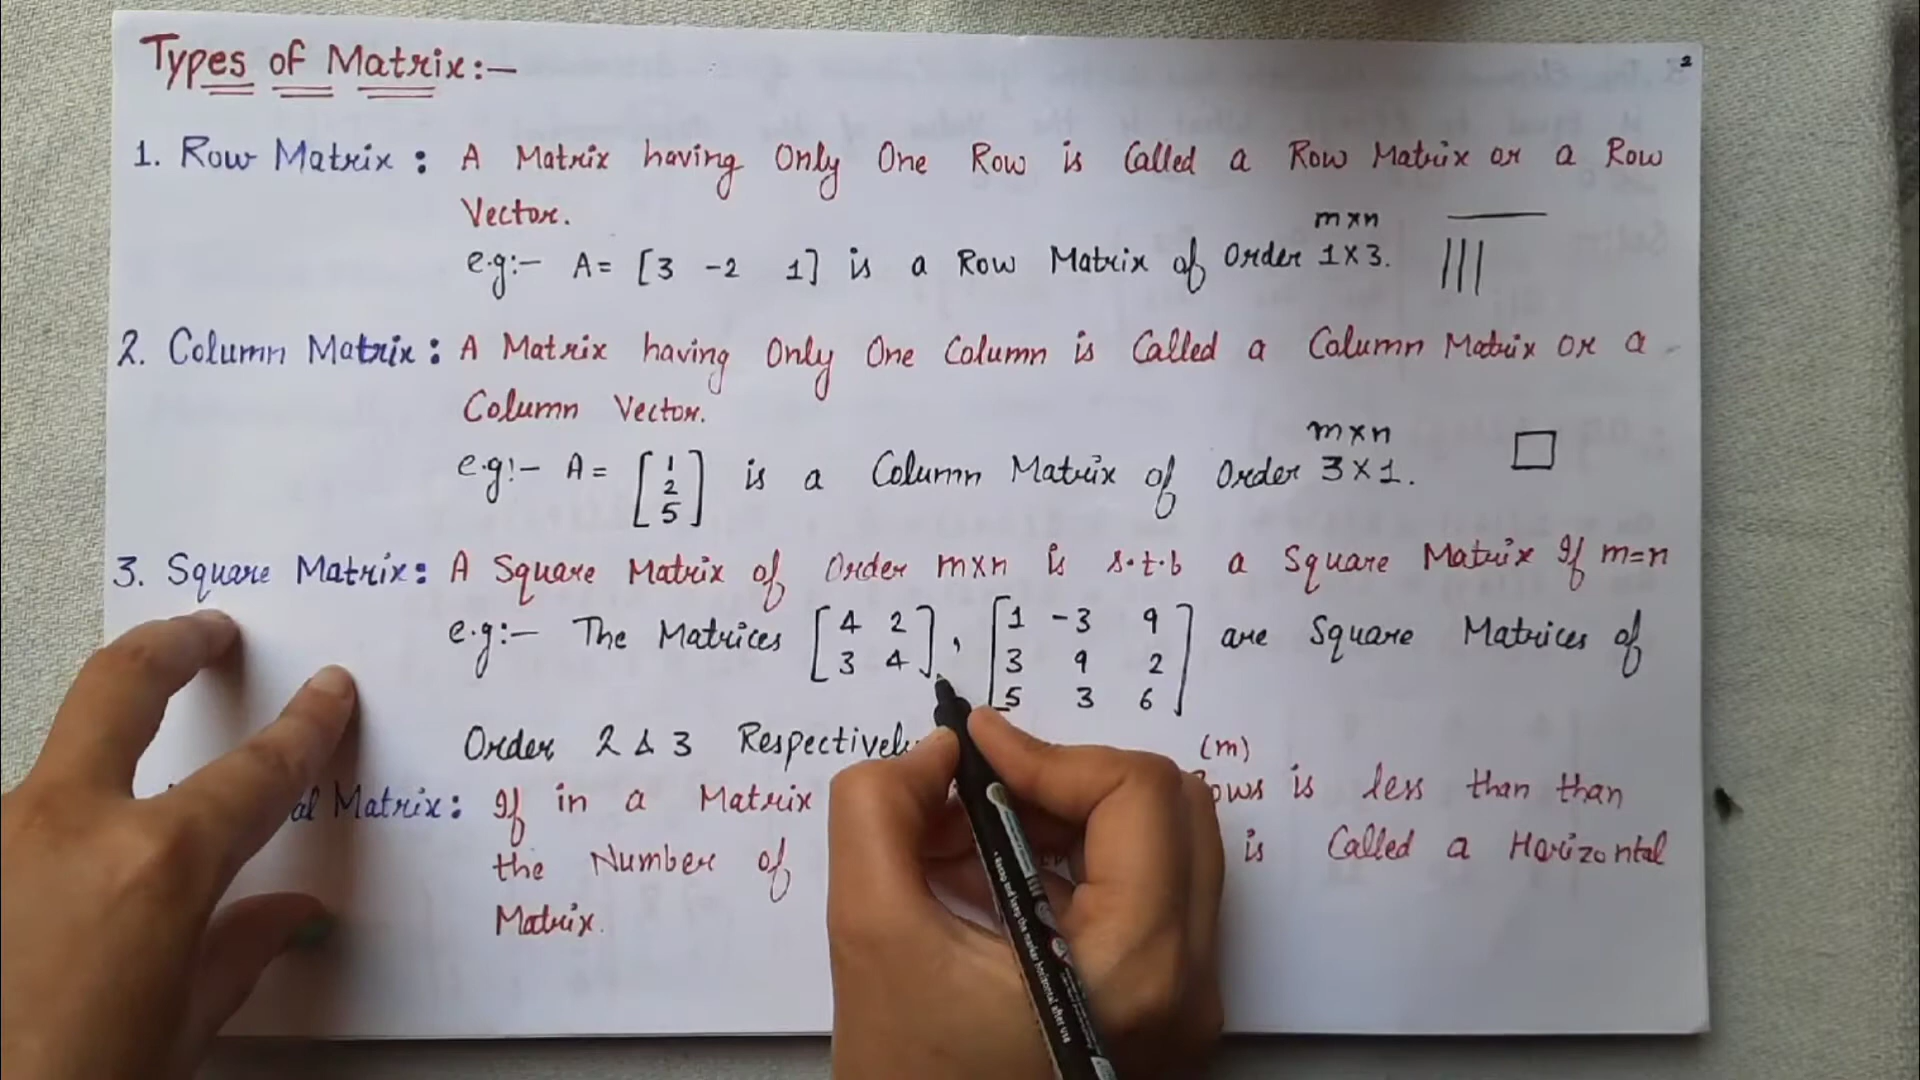 2
Types of Matrix:-
1. Row Matrix : A Matrix having Only One Row is Called a Row Matrix or a Row
Vector.
m×n
e.g:- A= [3 -2 1] is a Row Matrix of Order 1×3.
2. Column Matrix : A Matrix having Only One Column is Called a Column Matrix or a
Column Vector.
m×n
e.g:- A= [1 2 5] is a Column Matrix of Order 3×1.
3. Square Matrix : A Square Matrix of Order m×n is s.t.b a Square Matrix If m=n
e.g:- The Matrices [4 2 , [1 -3 9 are Square Matrices of
3 4] 3 9 2
5 3 6]
Order 2 & 3 Respectively
(m)
al Matrix : If in a Matrix ows is less than than
the Number of is Called a Horizontal
Matrix.